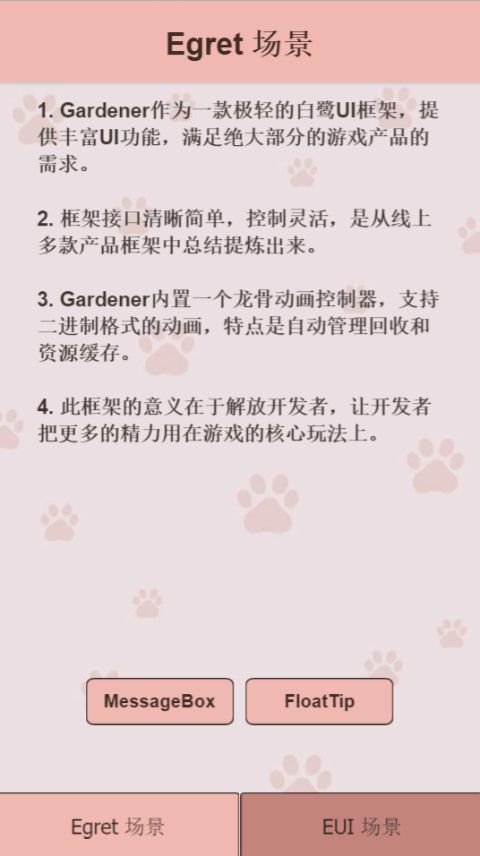 Egret 场景
1. Gardener作为一款极轻的白鹭UI框架，提
供丰富UI功能，满足绝大部分的游戏产品的
需求。
2. 框架接口清晰简单，控制灵活，是从线上
多款产品框架中总结提炼出来。
3. Gardener内置一个龙骨动画控制器，支持
二进制格式的动画，特点是自动管理回收和
资源缓存。
4. 此框架的意义在于解放开发者，让开发者
把更多的精力用在游戏的核心玩法上。
MessageBox FloatTip
Egret 场景 EUI 场景